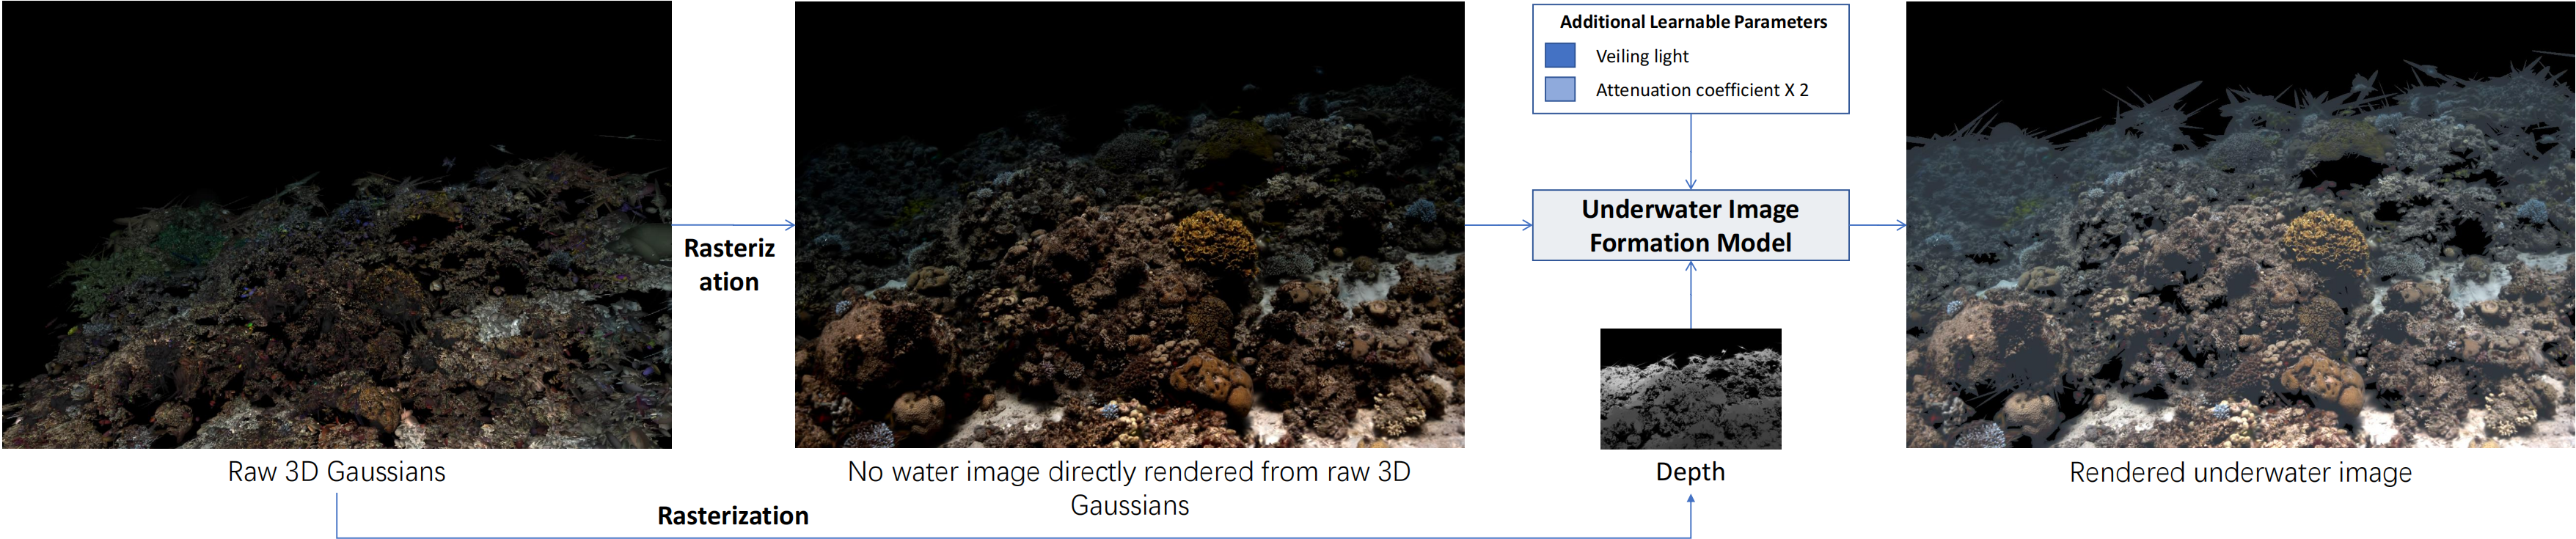 Additional Learnable Parameters
Veiling light
Attenuation coefficient X 2
Rasteriz
ation
Underwater Image
Formation Model
Raw 3D Gaussians
No water image directly rendered from raw 3D
Gaussians
Depth
Rendered underwater image
Rasterization